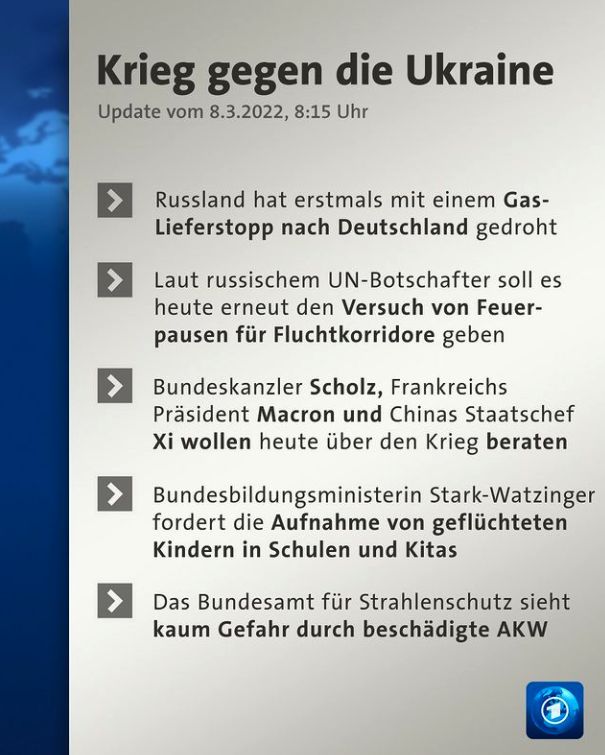 Krieg gegen die Ukraine
Update vom 8.3.2022, 8:15 Uhr
Russland hat erstmals mit einem Gas-
Lieferstopp nach Deutschland gedroht
Laut russischem UN-Botschafter soll es
heute erneut den Versuch von Feuer-
pausen für Fluchtkorridore geben
Bundeskanzler Scholz, Frankreichs
Präsident Macron und Chinas Staatschef
Xi wollen heute über den Krieg beraten
Bundesbildungsministerin Stark-Watzinger
fordert die Aufnahme von geflüchteten
Kindern in Schulen und Kitas
Das Bundesamt für Strahlenschutz sieht
kaum Gefahr durch beschädigte AKW
1